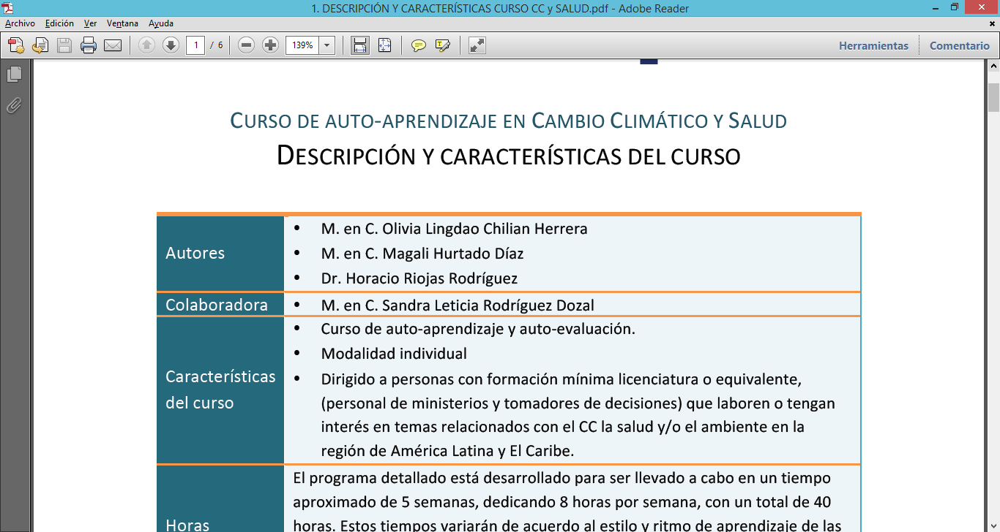 1. DESCRIPCIÓN Y CARACTERÍSTICAS CURSO CC y SALUD.pdf - Adobe Reader
Archivo Edición Ver Ventana Ayuda
1 / 6 139% Herramientas Comentario
CURSO DE AUTO-APRENDIZAJE EN CAMBIO CLIMÁTICO Y SALUD
DESCRIPCIÓN Y CARACTERÍSTICAS DEL CURSO
Autores
• M. en C. Olivia Lingdao Chilian Herrera
• M. en C. Magali Hurtado Díaz
• Dr. Horacio Riojas Rodríguez
Colaboradora
• M. en C. Sandra Leticia Rodríguez Dozal
Características
del curso
• Curso de auto-aprendizaje y auto-evaluación.
• Modalidad individual
• Dirigido a personas con formación mínima licenciatura o equivalente,
(personal de ministerios y tomadores de decisiones) que laboren o tengan
interés en temas relacionados con el CC la salud y/o el ambiente en la
región de América Latina y El Caribe.
Horas
El programa detallado está desarrollado para ser llevado a cabo en un tiempo
aproximado de 5 semanas, dedicando 8 horas por semana, con un total de 40
horas. Estos tiempos variarán de acuerdo al estilo y ritmo de aprendizaje de las